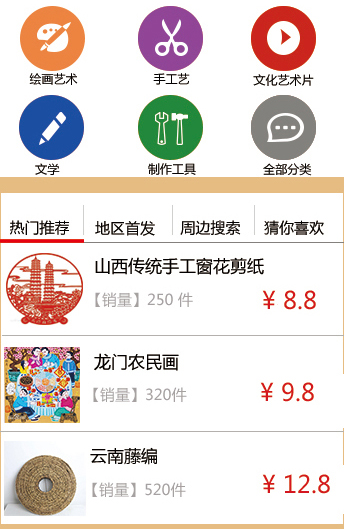 绘画艺术 手工艺 文化艺术片
文学 制作工具 全部分类
热门推荐 地区首发 周边搜索 猜你喜欢
山西传统手工窗花剪纸
【销量】250 件
¥ 8.8
龙门农民画
【销量】320件
¥ 9.8
云南藤编
【销量】520件
¥ 12.8